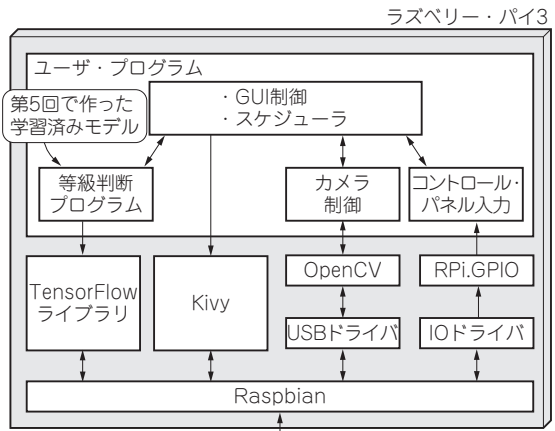 ラズベリー・パイ3
ユーザ・プログラム
第5回で作った
学習済みモデル
・GUI制御
・スケジューラ
等級判断
プログラム
カメラ
制御
コントロール・
パネル入力
TensorFlow
ライブラリ
Kivy
OpenCV
RPi.GPIO
USBドライバ
IOドライバ
Raspbian